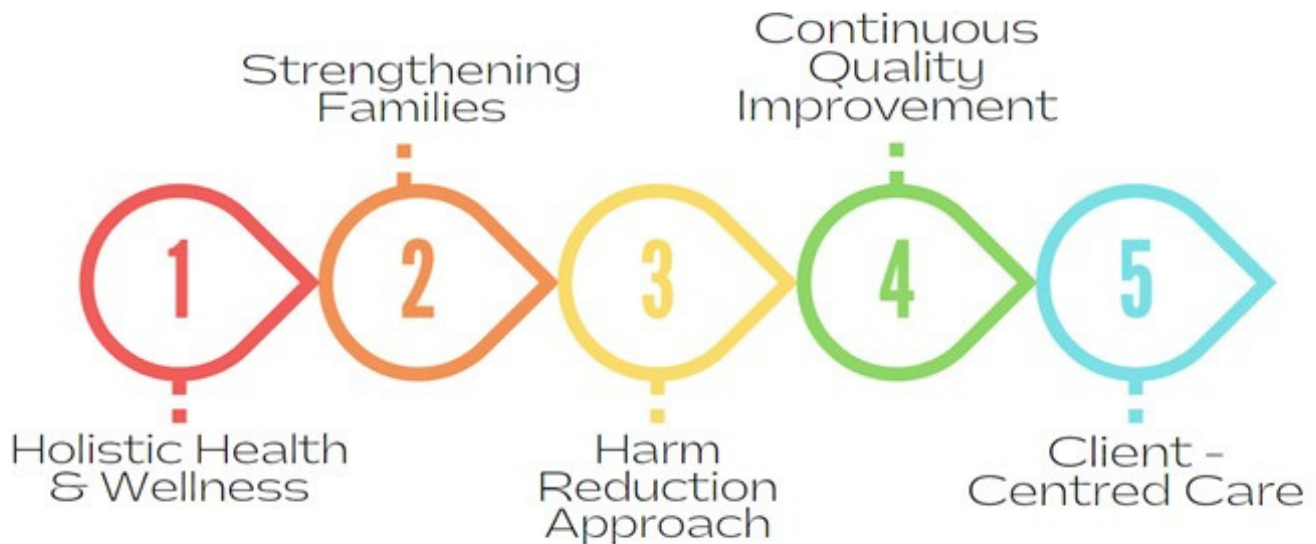 1
Holistic Health
& Wellness
Strengthening
Families
2
3
Harm
Reduction
Approach
Continuous
Quality
Improvement
4
5
Client -
Centred Care